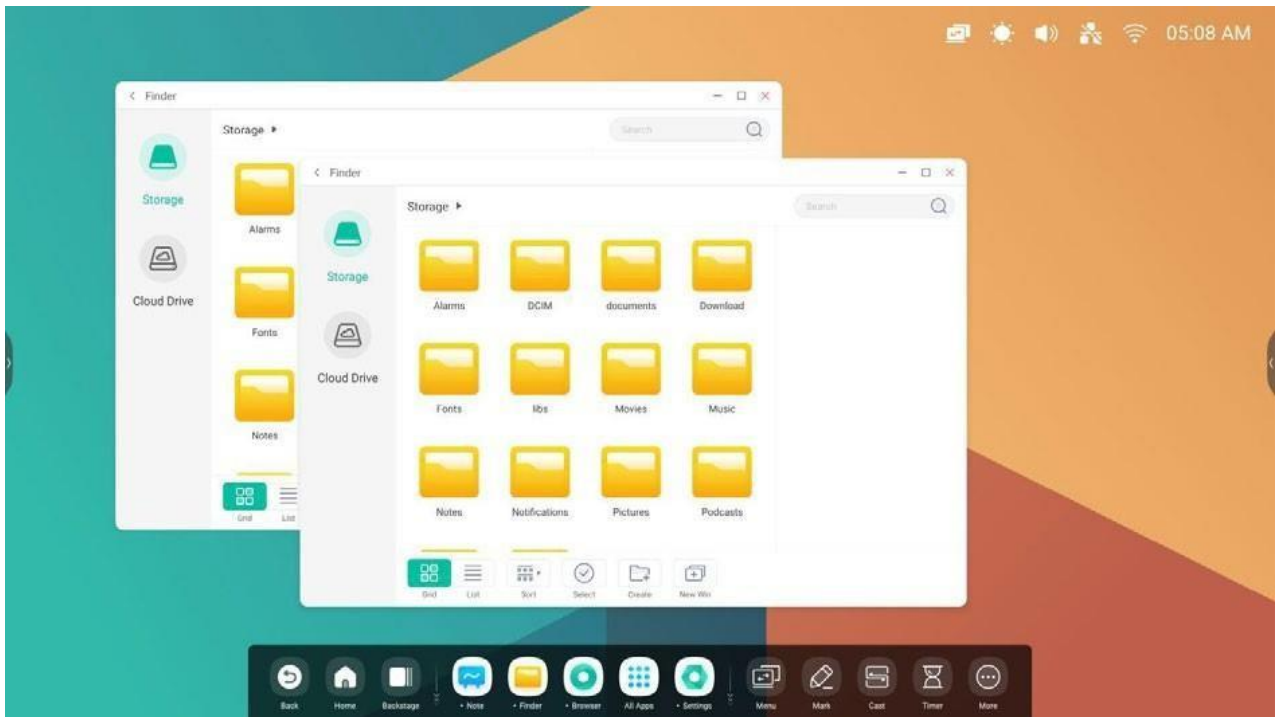 05:08 AM
Finder
Storage
Search
Storage
Cloud Drive
Alarms
Fonts
Notes
Grid
List
Finder
Storage
Search
Storage
Cloud Drive
Alarms DCIM documents Download
Fonts libs Movies Music
Notes Notifications Pictures Podcasts
Grid List Sort Select Create New Win
Back Home Backstage • Note • Finder • Browser All Apps • Settings Menu Mark Cast Timer More